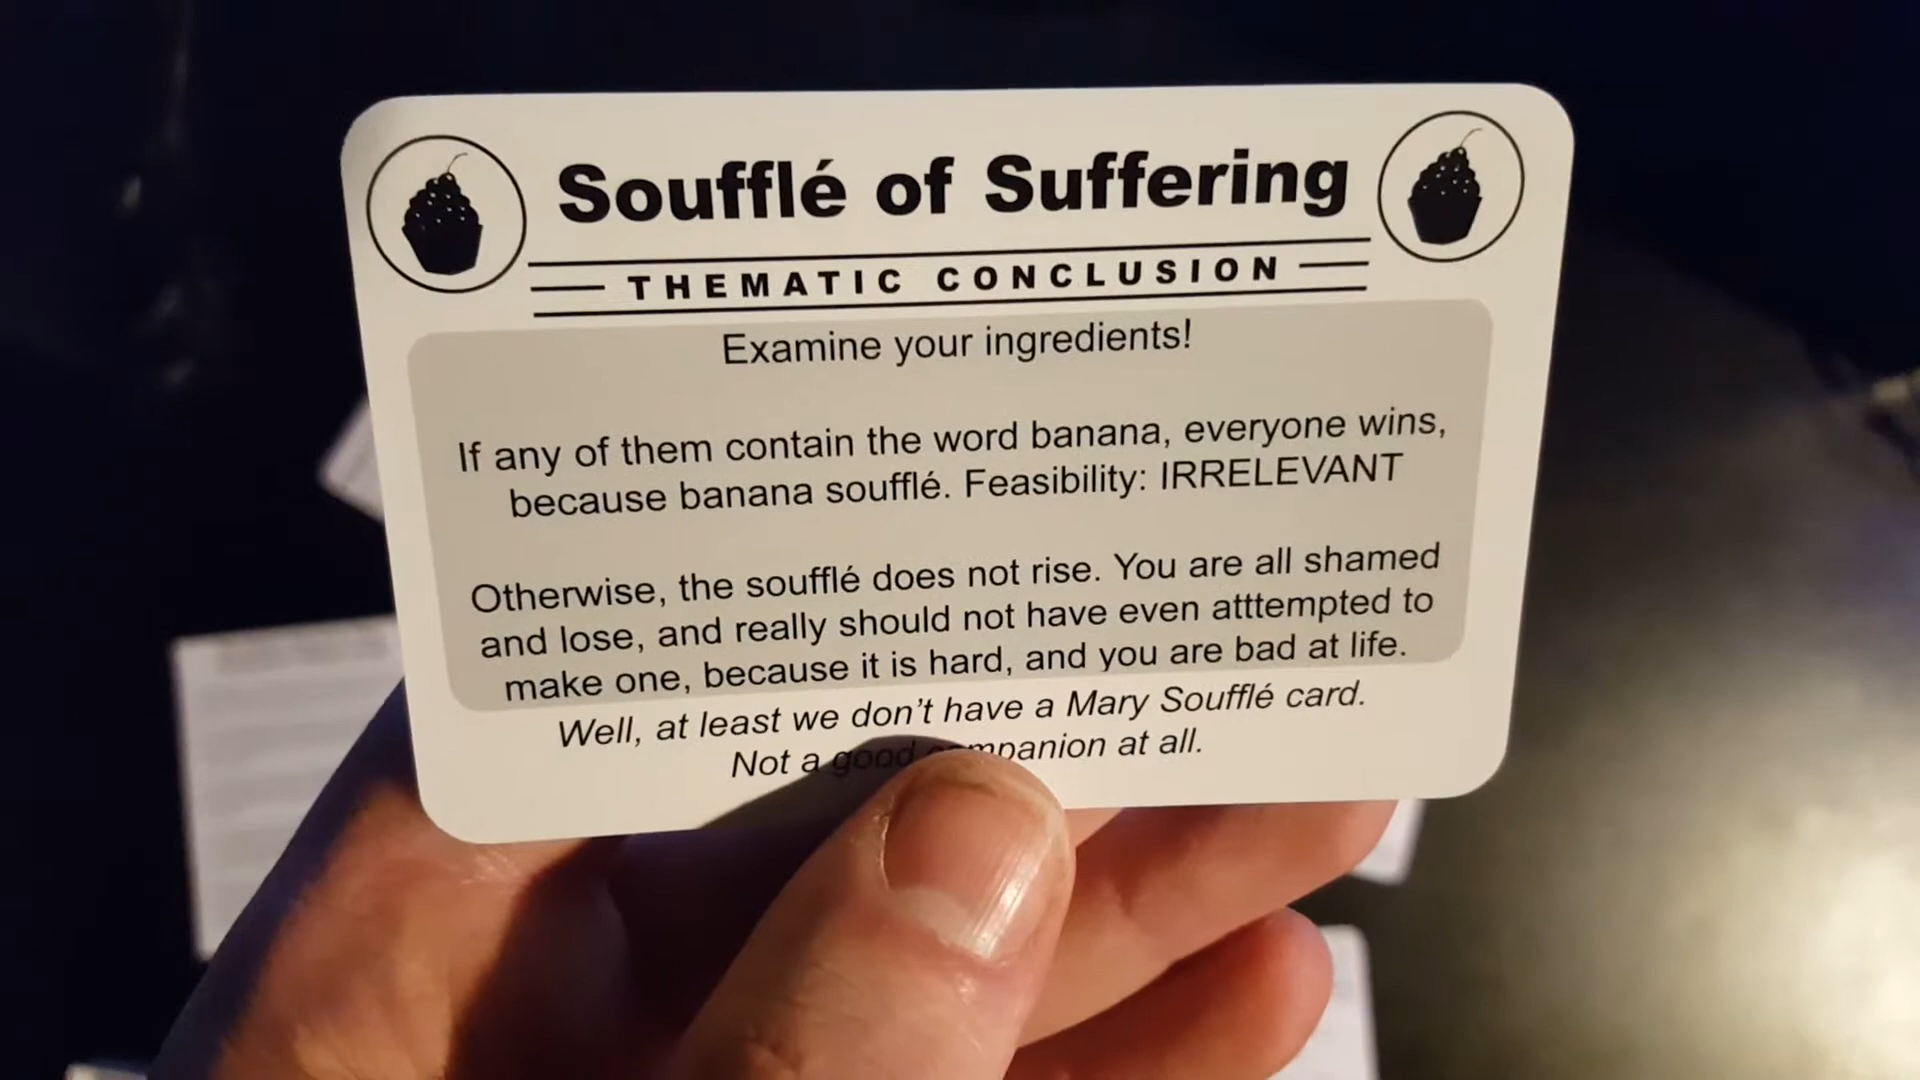 Soufflé of Suffering
THEMATIC CONCLUSION
Examine your ingredients!
If any of them contain the word banana, everyone wins,
because banana soufflé. Feasibility: IRRELEVANT
Otherwise, the soufflé does not rise. You are all shamed
and lose, and really should not have even atttempted to
make one, because it is hard, and you are bad at life.
Well, at least we don't have a Mary Soufflé card.
Not a good companion at all.